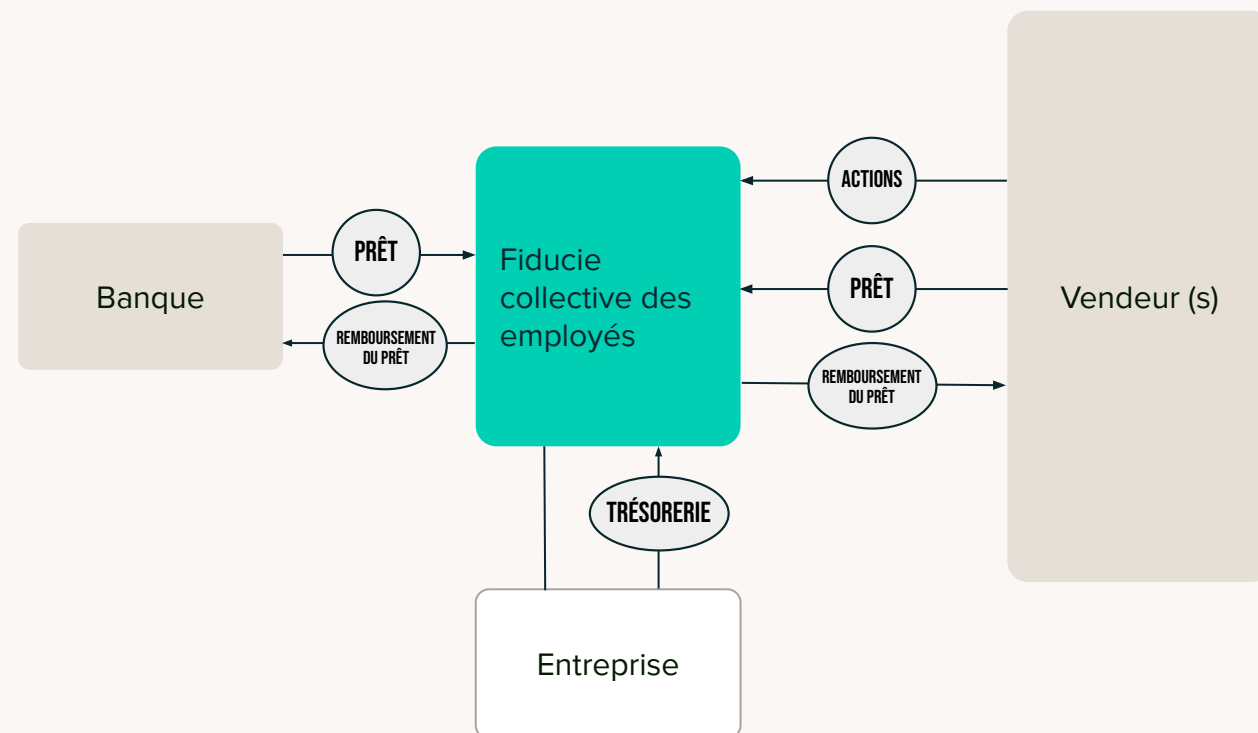 ACTIONS
PRÊT
Banque
Fiducie
collective des
employés
PRÊT
Vendeur (s)
REMBOURSEMENT
DU PRÊT
REMBOURSEMENT
DU PRÊT
TRÉSORERIE
Entreprise